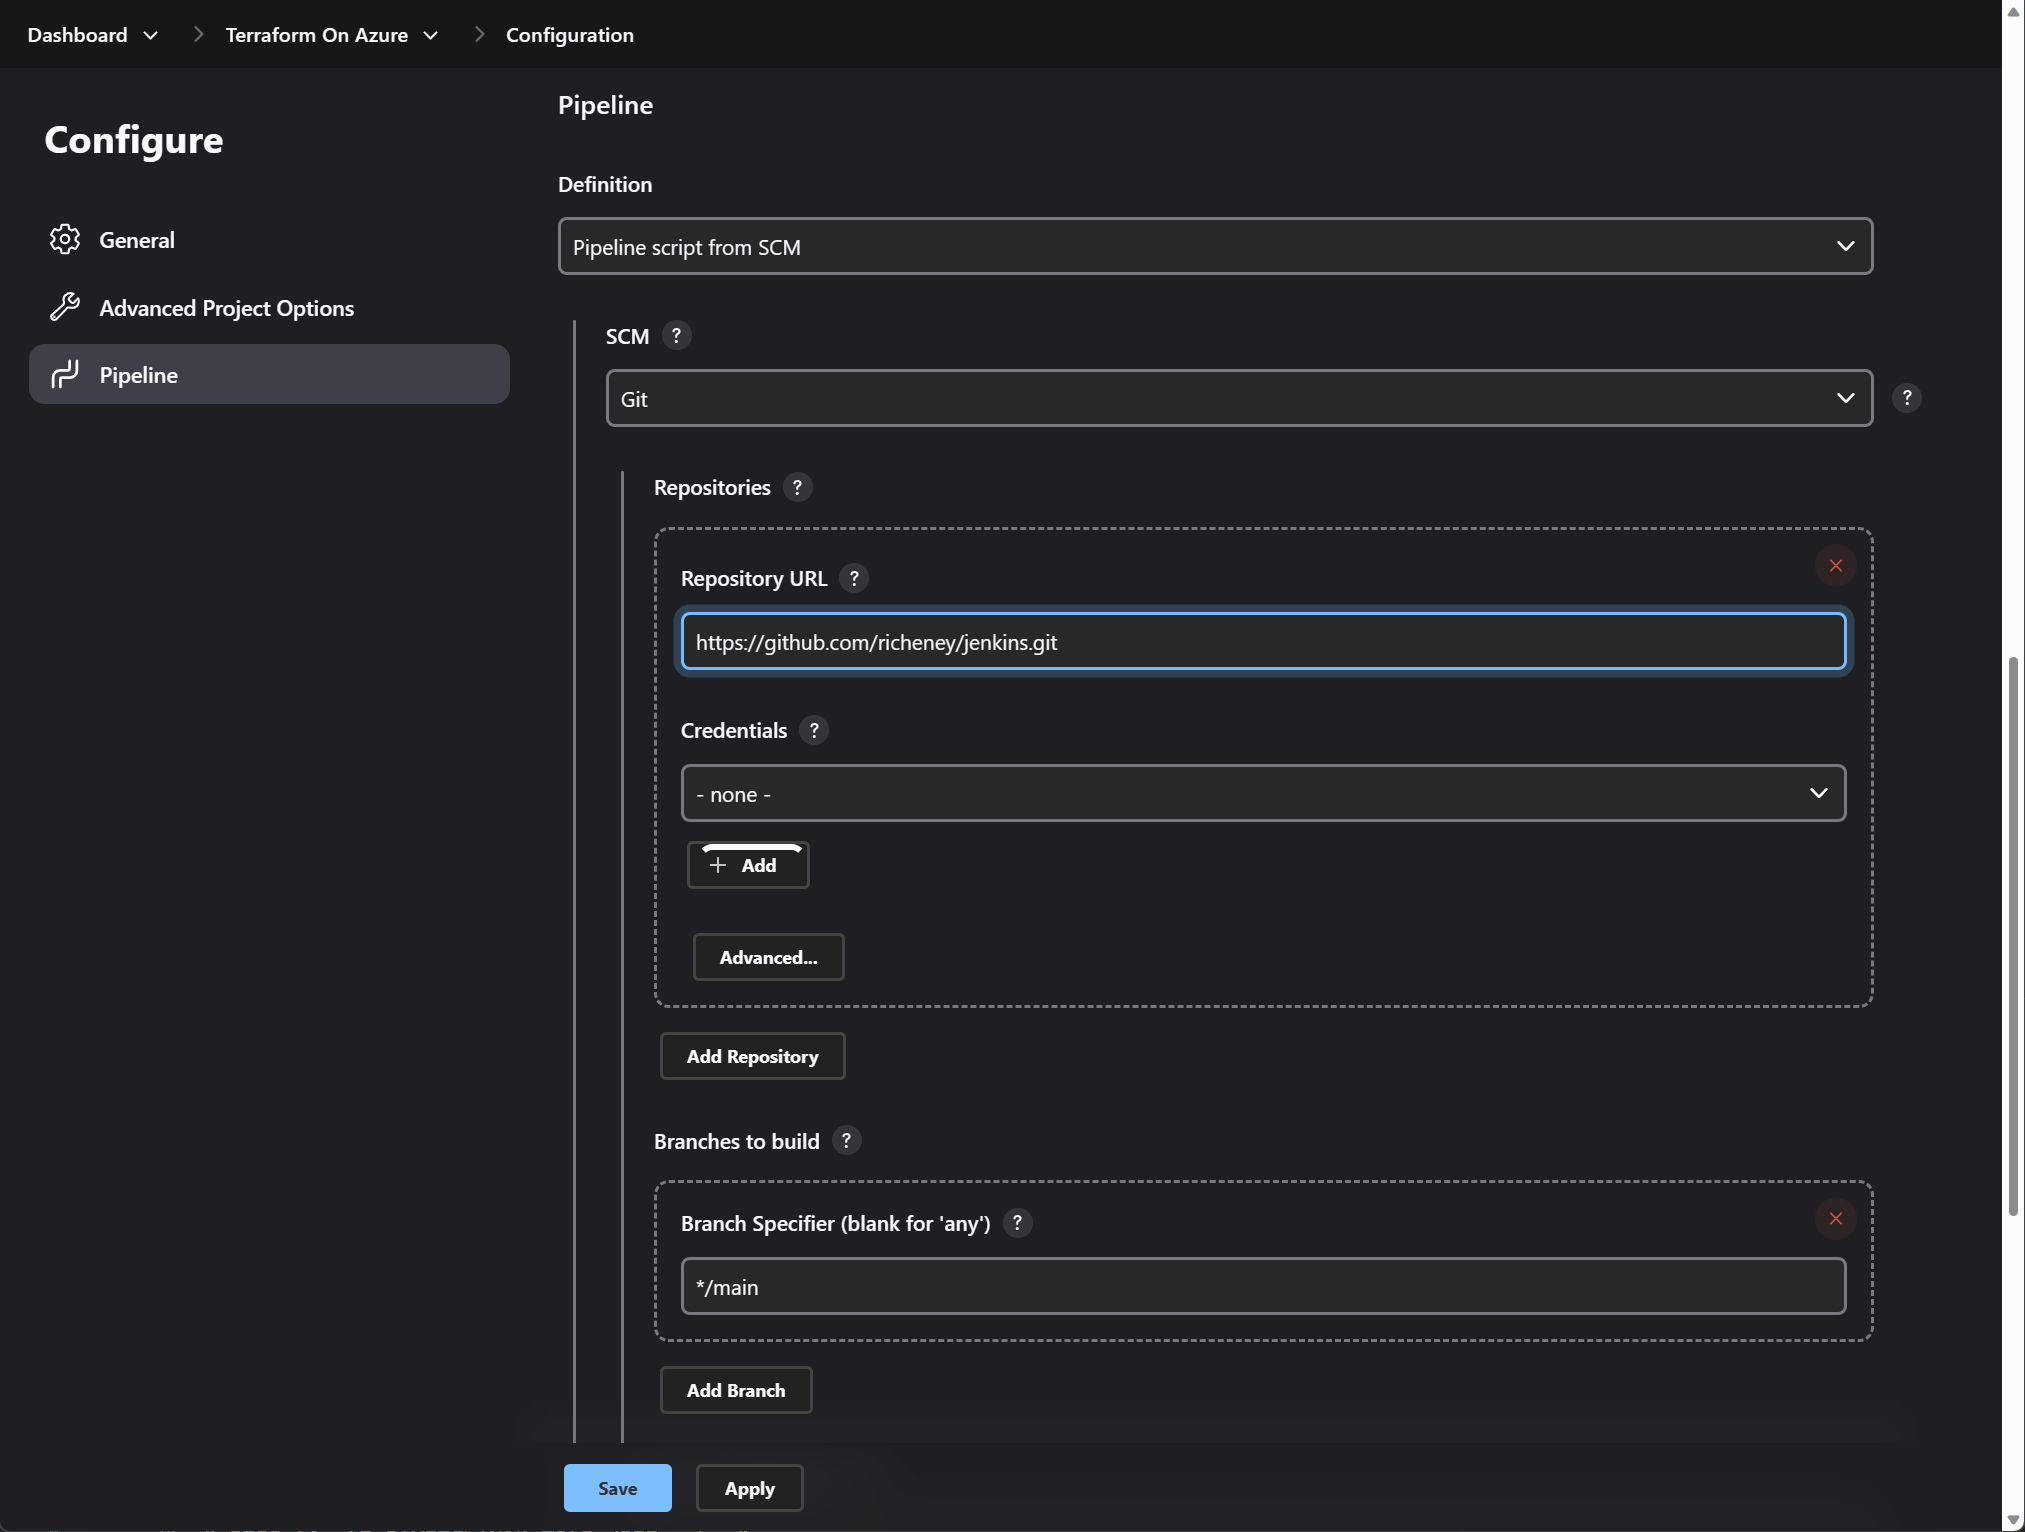 Dashboard
Terraform On Azure
Configuration
Configure
General
Advanced Project Options
Pipeline
Pipeline
Definition
Pipeline script from SCM
SCM ?
Git
?
Repositories ?
Repository URL ?
https://github.com/richeney/jenkins.git
Credentials ?
- none -
+ Add
Advanced...
Add Repository
Branches to build ?
Branch Specifier (blank for 'any') ?
*/main
Add Branch
Save
Apply